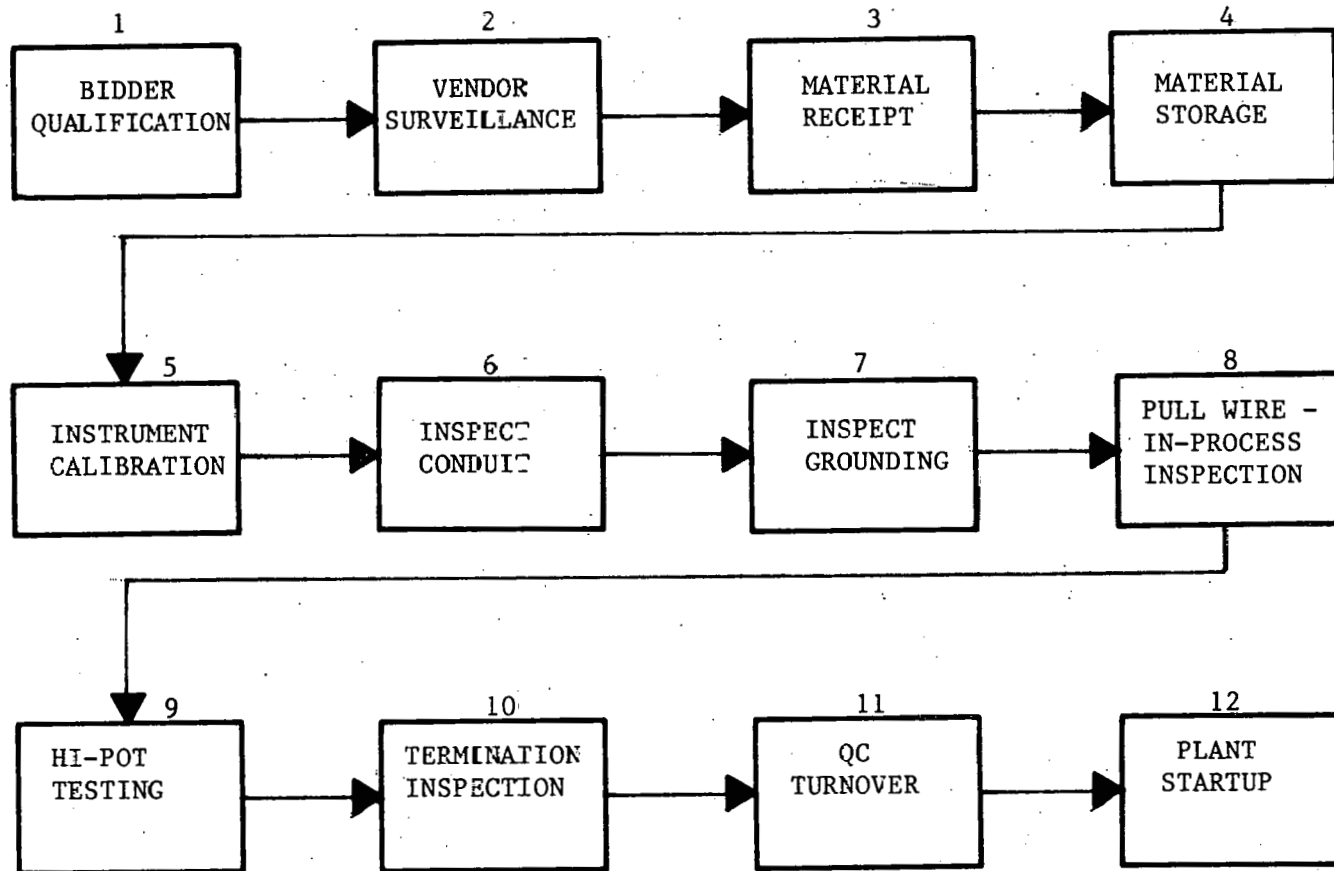 1
BIDDER
QUALIFICATION
2
VENDOR
SURVEILLANCE
3
MATERIAL
RECEIPT
4
MATERIAL
STORAGE
5
INSTRUMENT
CALIBRATION
6
INSPECT
CONDUIT
7
INSPECT
GROUNDING
8
PULL WIRE -
IN-PROCESS
INSPECTION
9
HI-POT
TESTING
10
TERMINATION
INSPECTION
11
QC
TURNOVER
12
PLANT
STARTUP